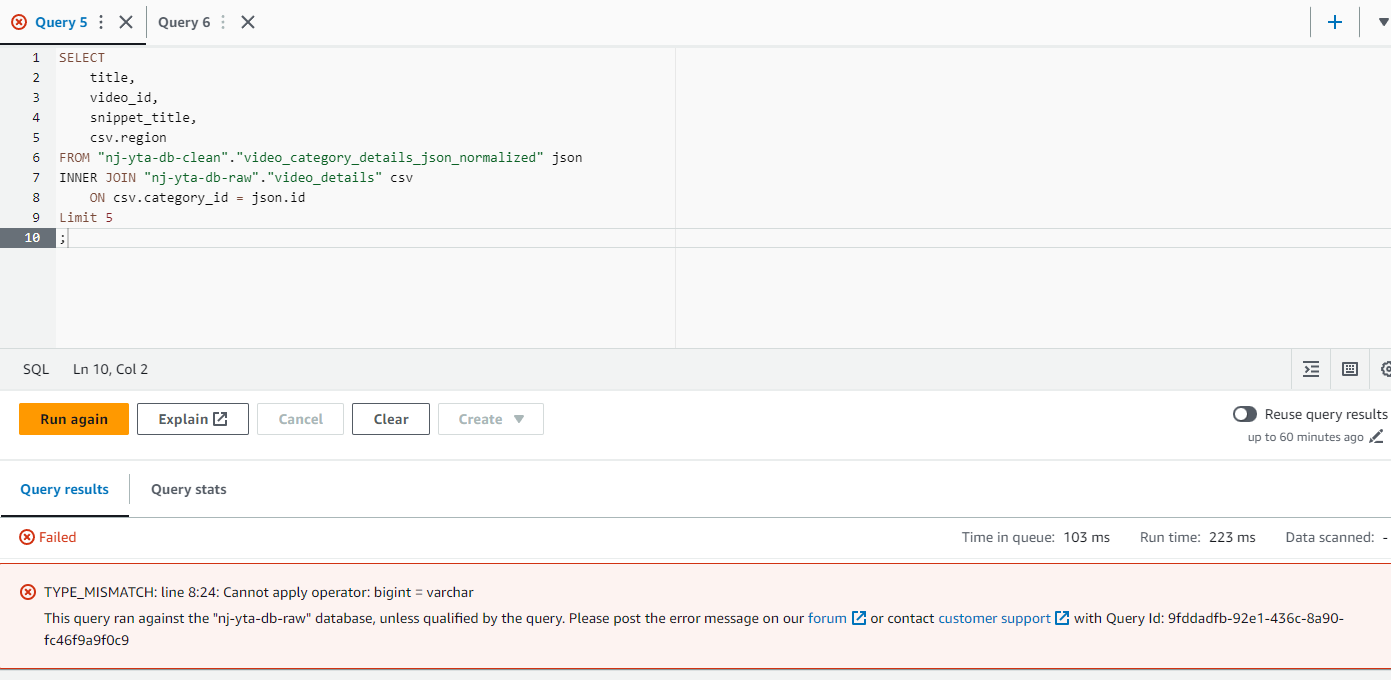 Query 5
Query 6
1 SELECT
2 title,
3 video_id,
4 snippet_title,
5 csv.region
6 FROM "nj-yta-db-clean"."video_category_details_json_normalized" json
7 INNER JOIN "nj-yta-db-raw"."video_details" csv
8 ON csv.category_id = json.id
9 Limit 5
10 ;
SQL Ln 10, Col 2
Run again Explain Cancel Clear Create
Reuse query results
up to 60 minutes ago
Query results Query stats
Failed
Time in queue: 103 ms Run time: 223 ms Data scanned: -
TYPE_MISMATCH: line 8:24: Cannot apply operator: bigint = varchar
This query ran against the "nj-yta-db-raw" database, unless qualified by the query. Please post the error message on our forum or contact customer support with Query Id: 9fddadfb-92e1-436c-8a90-
fc46f9a9f0c9